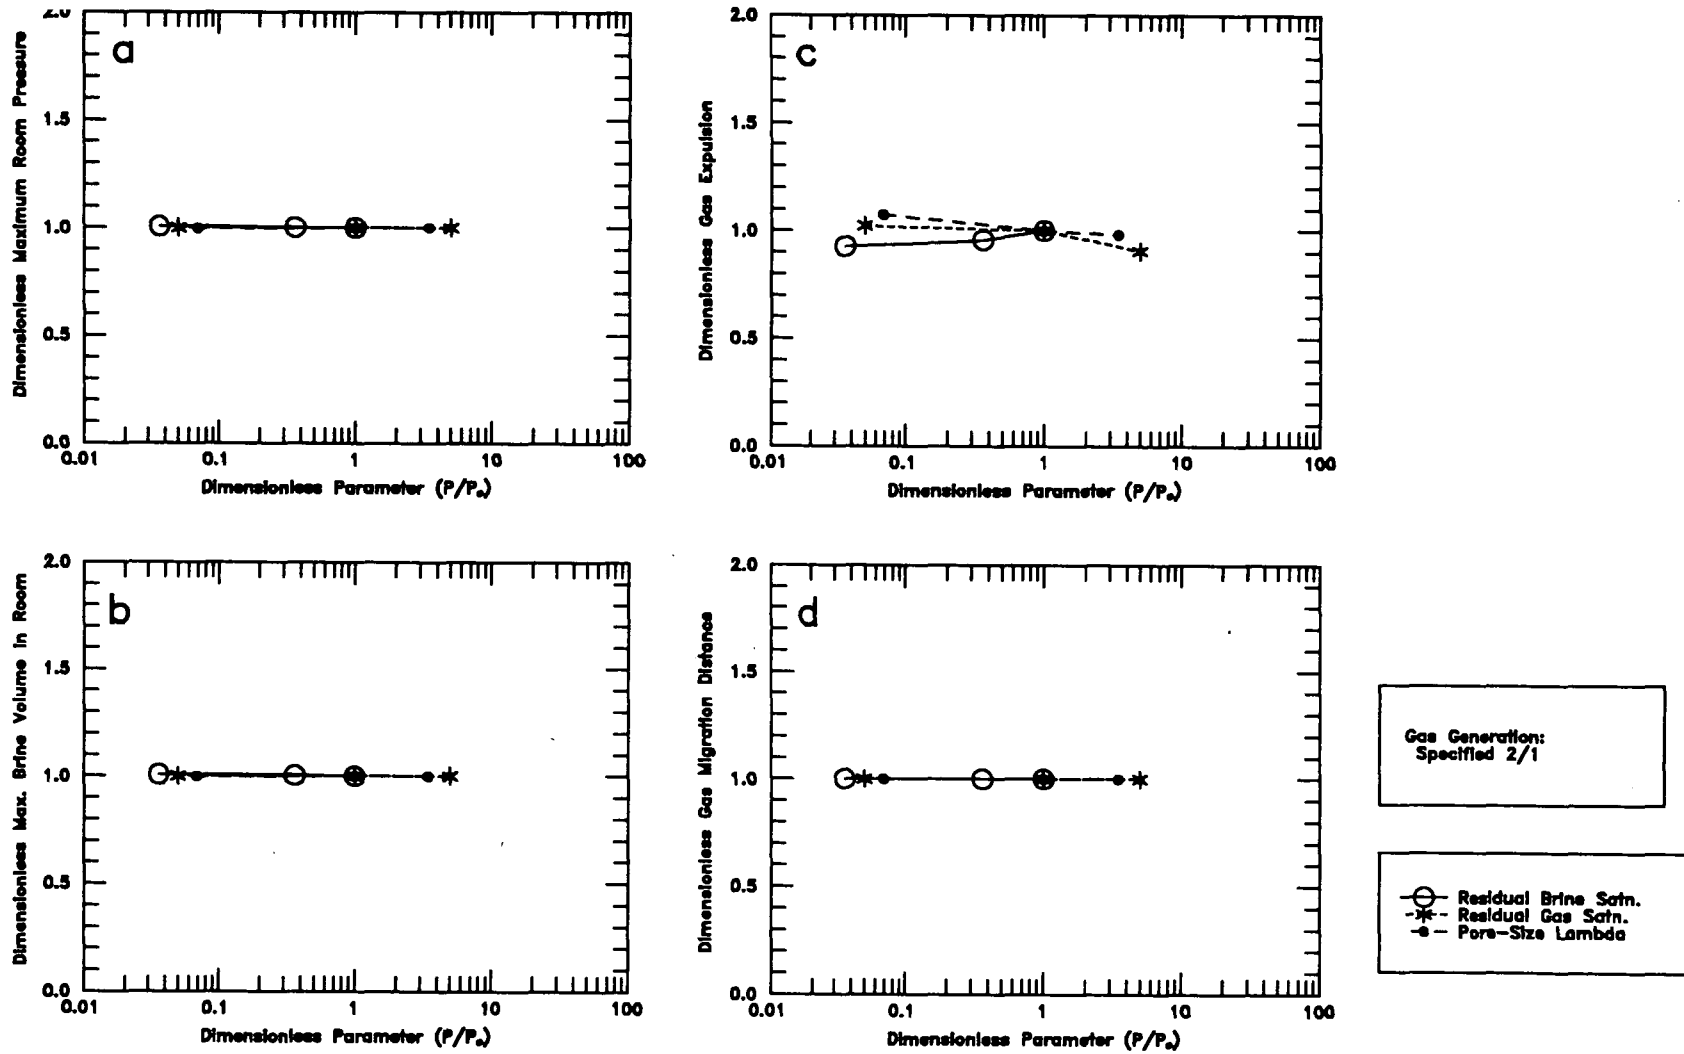 a
Dimensionless Maximum Room Pressure
2.0
1.5
1.0
0.5
0.0
0.01 0.1 1 10 100
Dimensionless Parameter (P/Pₒ)
c
Dimensionless Gas Expulsion
2.0
1.5
1.0
0.5
0.0
0.01 0.1 1 10 100
Dimensionless Parameter (P/Pₒ)
b
Dimensionless Max. Brine Volume in Room
2.0
1.5
1.0
0.5
0.0
0.01 0.1 1 10 100
Dimensionless Parameter (P/Pₒ)
d
Dimensionless Gas Migration Distance
2.0
1.5
1.0
0.5
0.0
0.01 0.1 1 10 100
Dimensionless Parameter (P/Pₒ)
Gas Generation:
Specified 2/1
Residual Brine Satn.
Residual Gas Satn.
Pore-Size Lambda